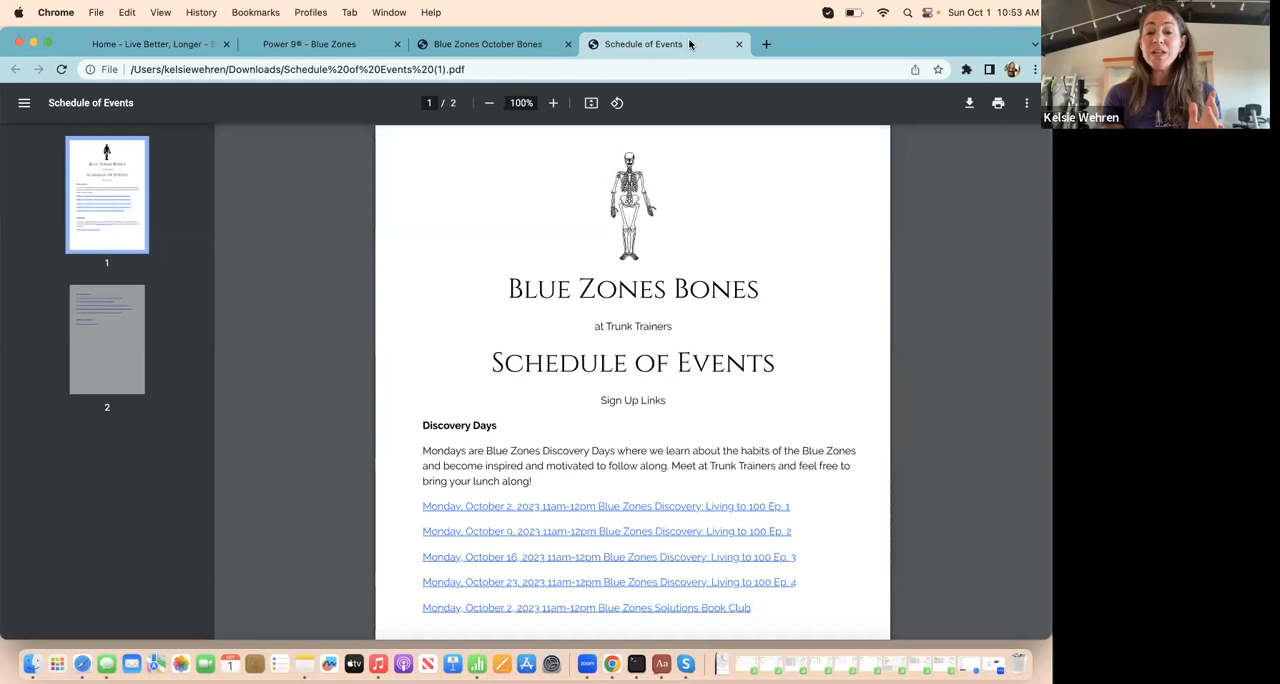 Chrome File Edit View History Bookmarks Profiles Tab Window Help Sun Oct 1 10:53 AM
Home - Live Better, Longer - B Power 9® - Blue Zones Blue Zones October Bones Schedule of Events
File /Users/kelsiewehren/Downloads/Schedule%20of%20Events%20(1).pdf
Kelsie Wehren
Schedule of Events 1 / 2 100%
1
2
Blue Zones Bones
at Trunk Trainers
Schedule of Events
Sign Up Links
Discovery Days
Mondays are Blue Zones Discovery Days where we learn about the habits of the Blue Zones
and become inspired and motivated to follow along. Meet at Trunk Trainers and feel free to
bring your lunch along!
Monday, October 2, 2023 11am-12pm Blue Zones Discovery: Living to 100 Ep. 1
Monday, October 9, 2023 11am-12pm Blue Zones Discovery: Living to 100 Ep. 2
Monday, October 16, 2023 11am-12pm Blue Zones Discovery: Living to 100 Ep. 3
Monday, October 23, 2023 11am-12pm Blue Zones Discovery: Living to 100 Ep. 4
Monday, October 2, 2023 11am-12pm Blue Zones Solutions Book Club